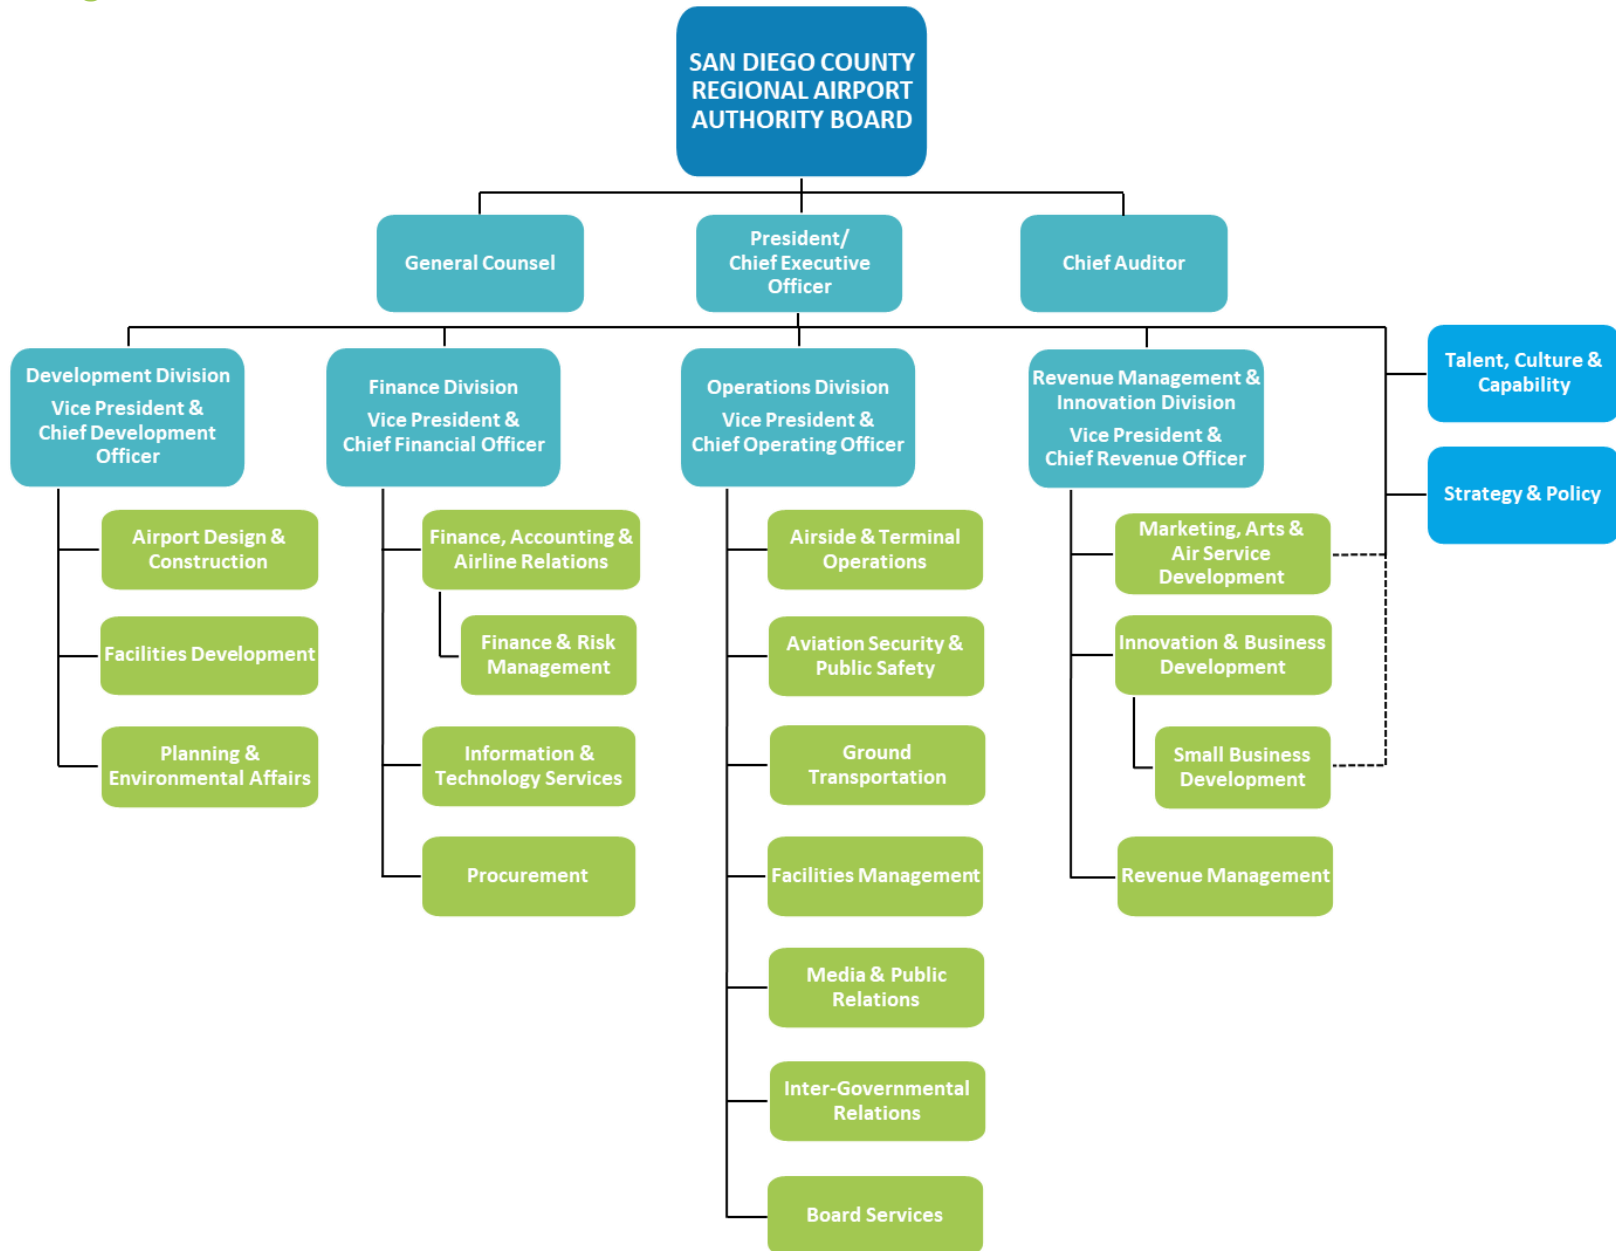 SAN DIEGO COUNTY
REGIONAL AIRPORT
AUTHORITY BOARD
General Counsel
President/
Chief Executive
Officer
Chief Auditor
Development Division
Vice President &
Chief Development
Officer
Finance Division
Vice President &
Chief Financial Officer
Operations Division
Vice President &
Chief Operating Officer
Revenue Management &
Innovation Division
Vice President &
Chief Revenue Officer
Talent, Culture &
Capability
Strategy & Policy
Airport Design &
Construction
Facilities Development
Planning &
Environmental Affairs
Finance, Accounting &
Airline Relations
Finance & Risk
Management
Information &
Technology Services
Procurement
Airside & Terminal
Operations
Aviation Security &
Public Safety
Ground
Transportation
Facilities Management
Media & Public
Relations
Inter-Governmental
Relations
Board Services
Marketing, Arts &
Air Service
Development
Innovation & Business
Development
Small Business
Development
Revenue Management